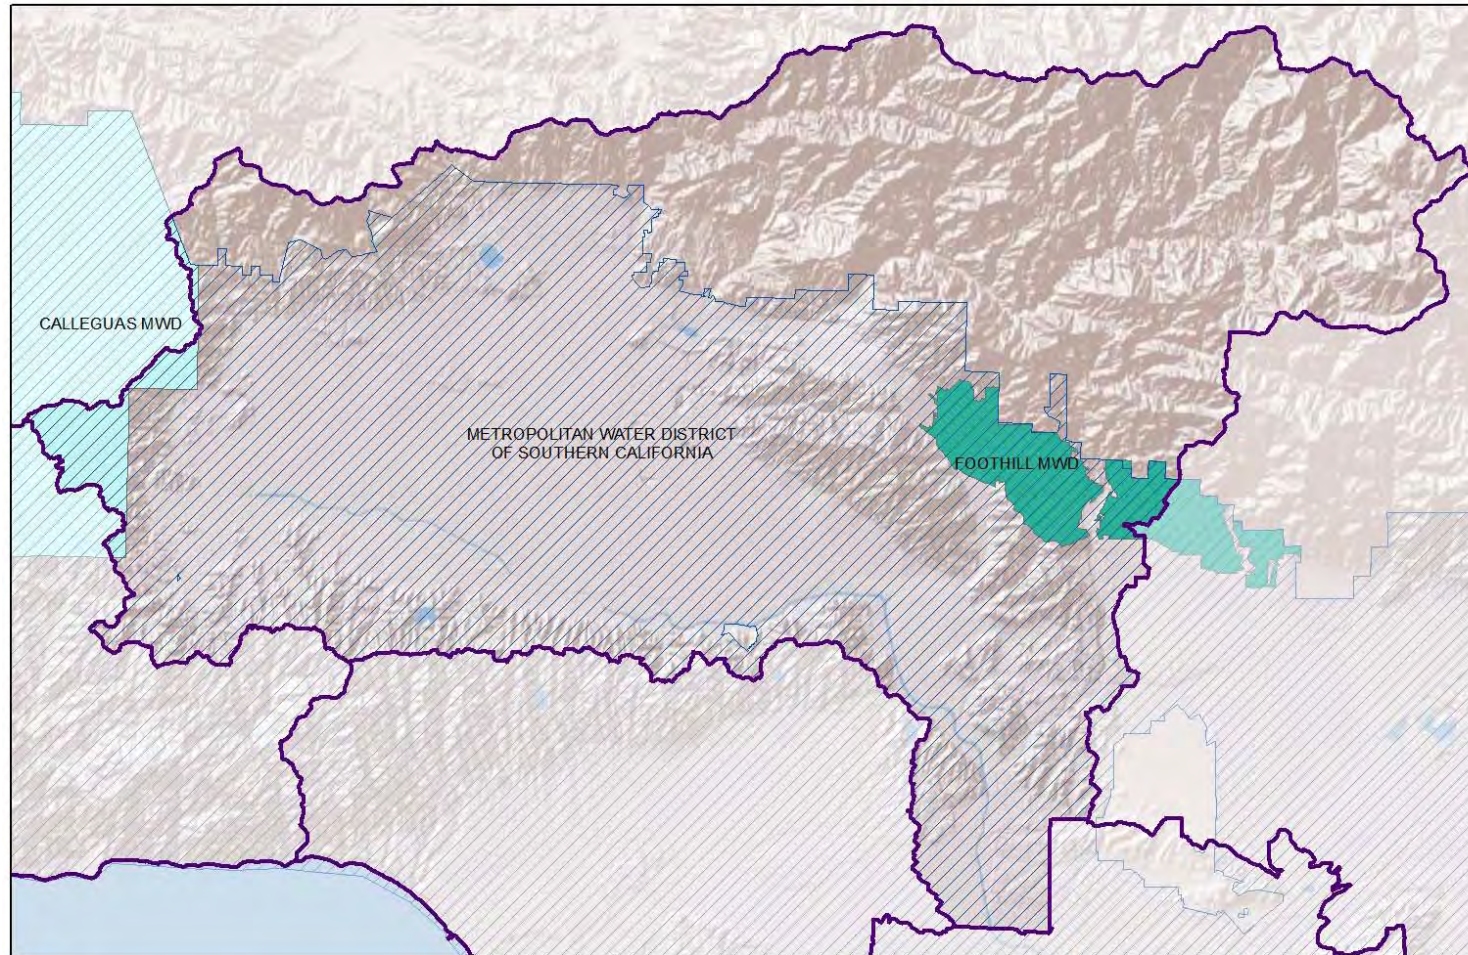 CALLEGUAS MWD
METROPOLITAN WATER DISTRICT
OF SOUTHERN CALIFORNIA
FOOTHILL MWD